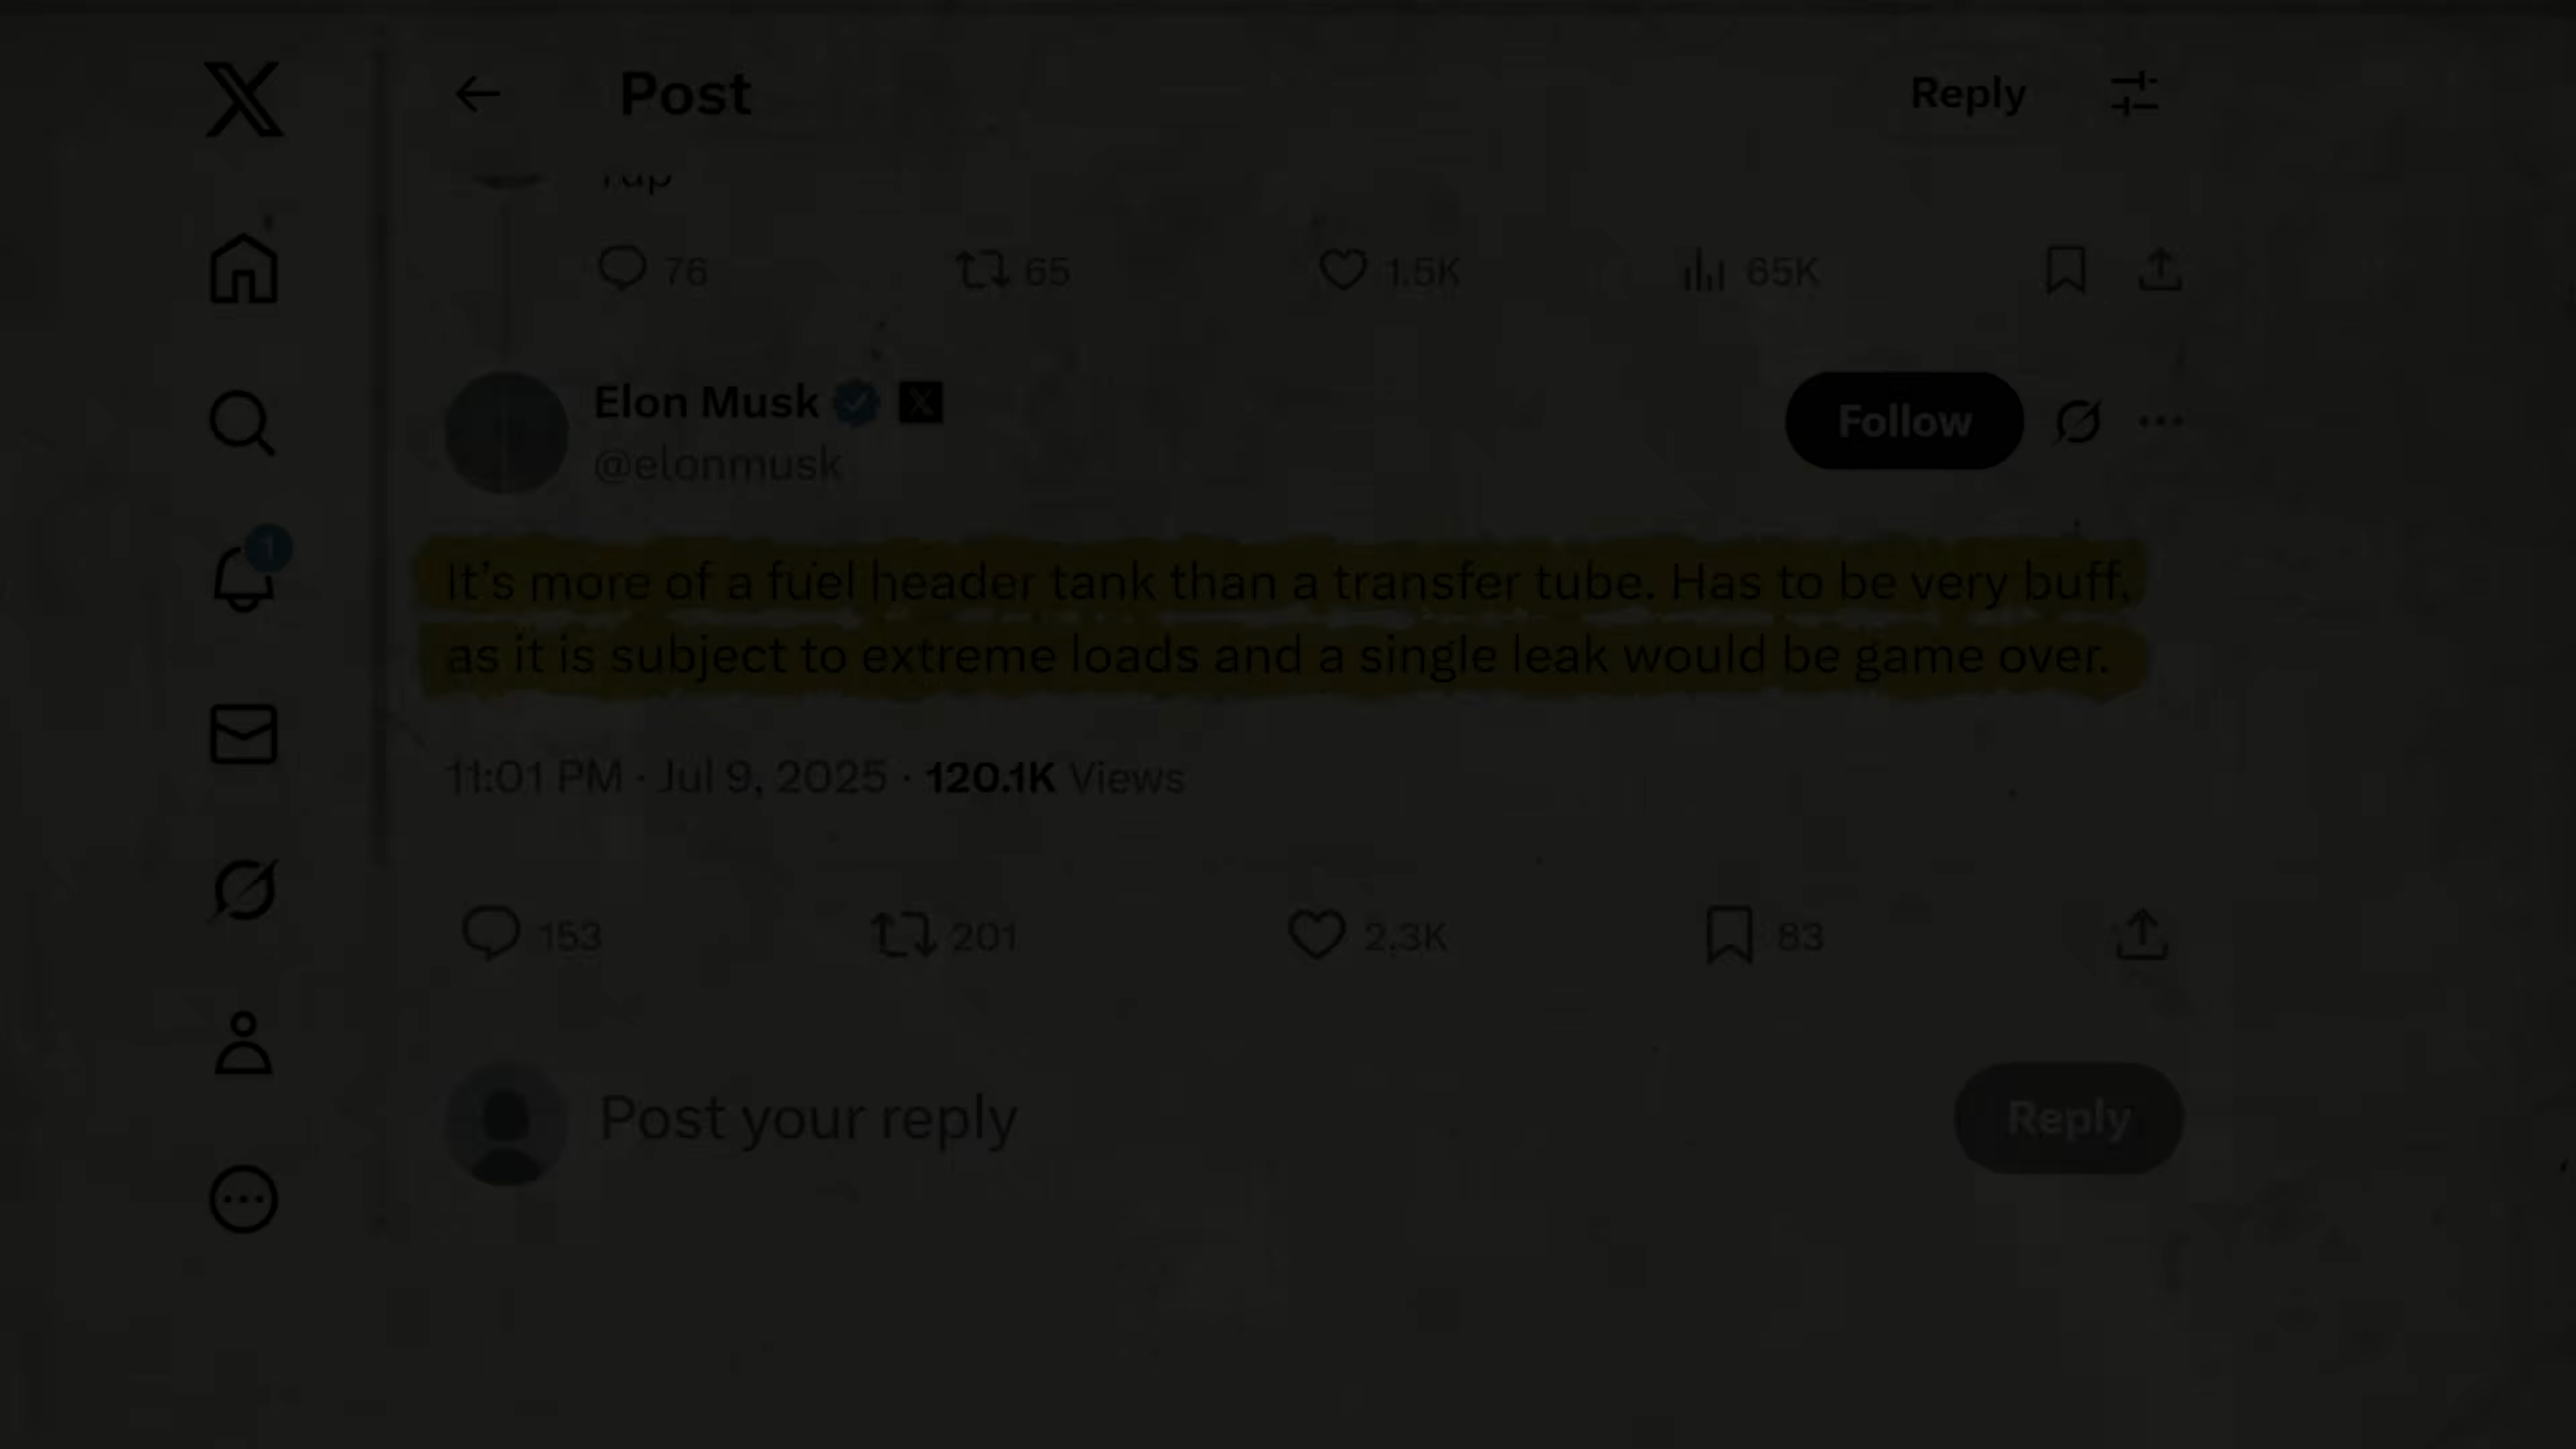 Post
Reply
76
65
1.5K
65K
Elon Musk
Follow
@elonmusk
1
It's more of a fuel header tank than a transfer tube. Has to be very buff,
as it is subject to extreme loads and a single leak would be game over.
11:01 PM · Jul 9, 2025 · 120.1K Views
153
201
2.3K
83
Post your reply
Reply